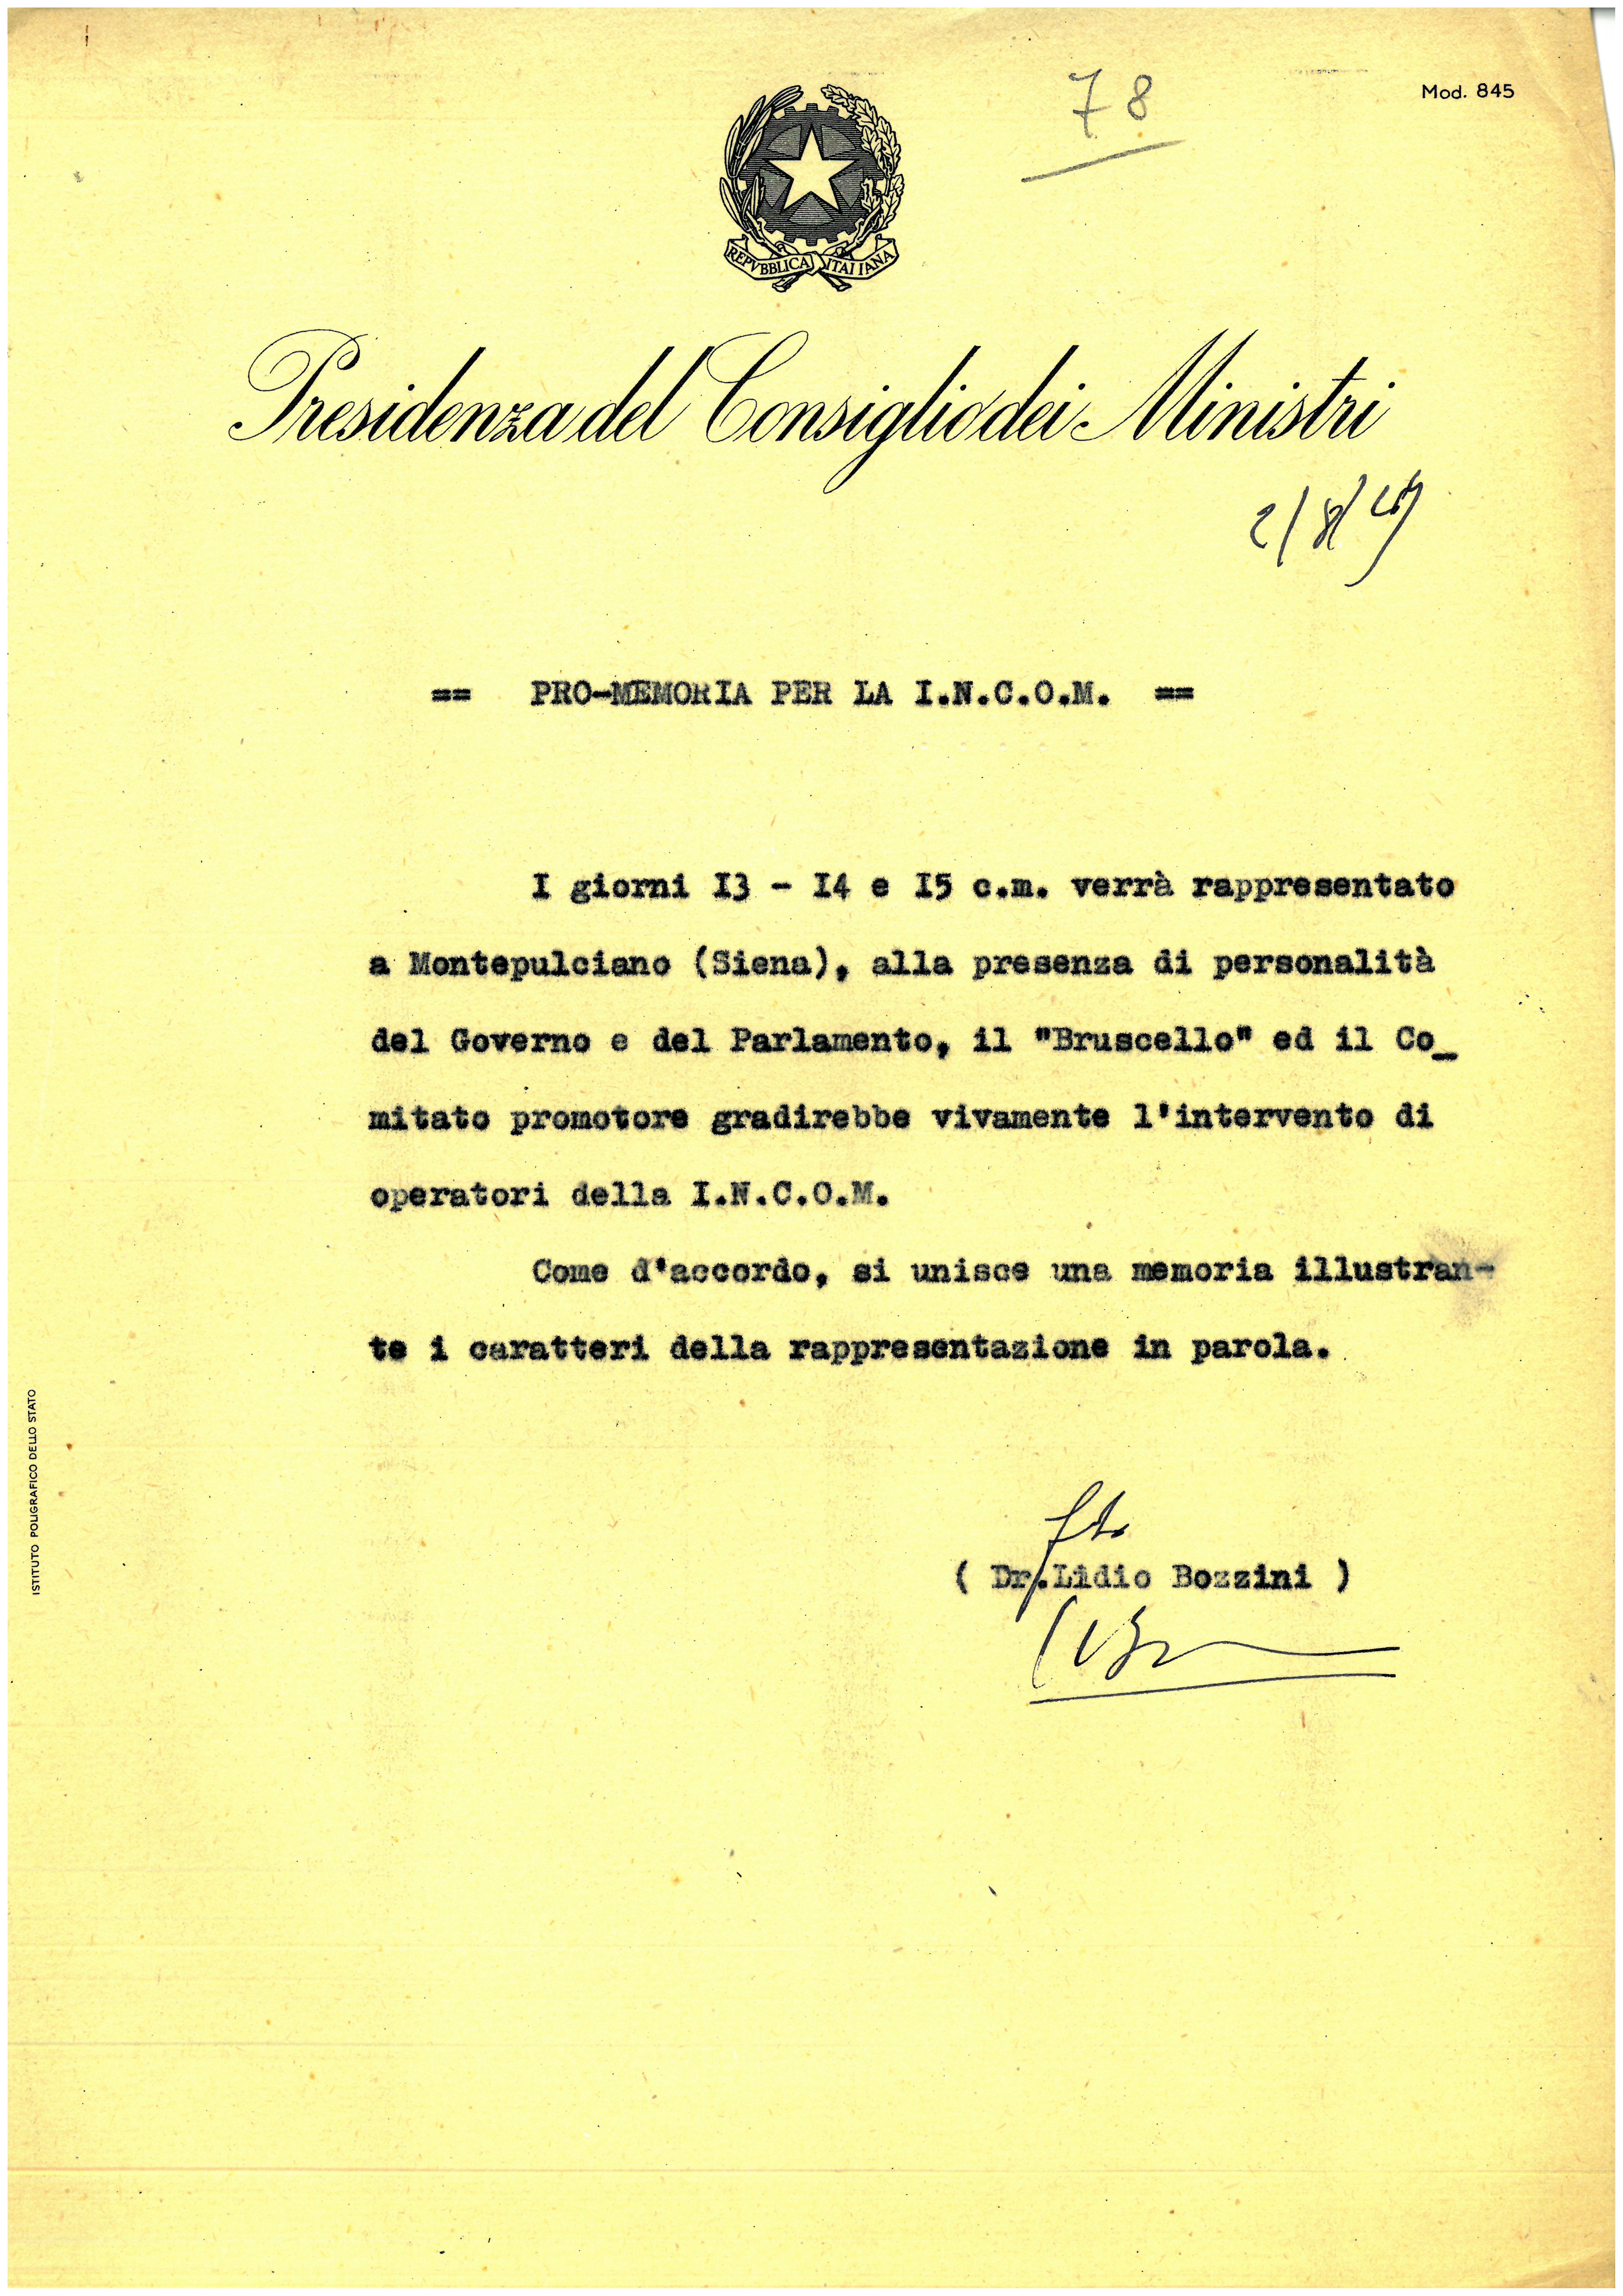 78
Mod. 845
REPVBBLICA ITALIANA
Presidenza del Consiglio dei Ministri
2/8/49
== PRO-MEMORIA PER LA I.N.C.O.M. ==
I giorni I3 - I4 e I5 c.m. verrà rappresentato
a Montepulciano (Siena), alla presenza di personalità
del Governo e del Parlamento, il "Bruscello" ed il Co_
mitato promotore gradirebbe vivamente l'intervento di
operatori della I.N.C.O.M.
Come d'accordo, si unisce una memoria illustran-
te i caratteri della rappresentazione in parola.
fto
( Dr.Lidio Bozzini )
ISTITUTO POLIGRAFICO DELLO STATO